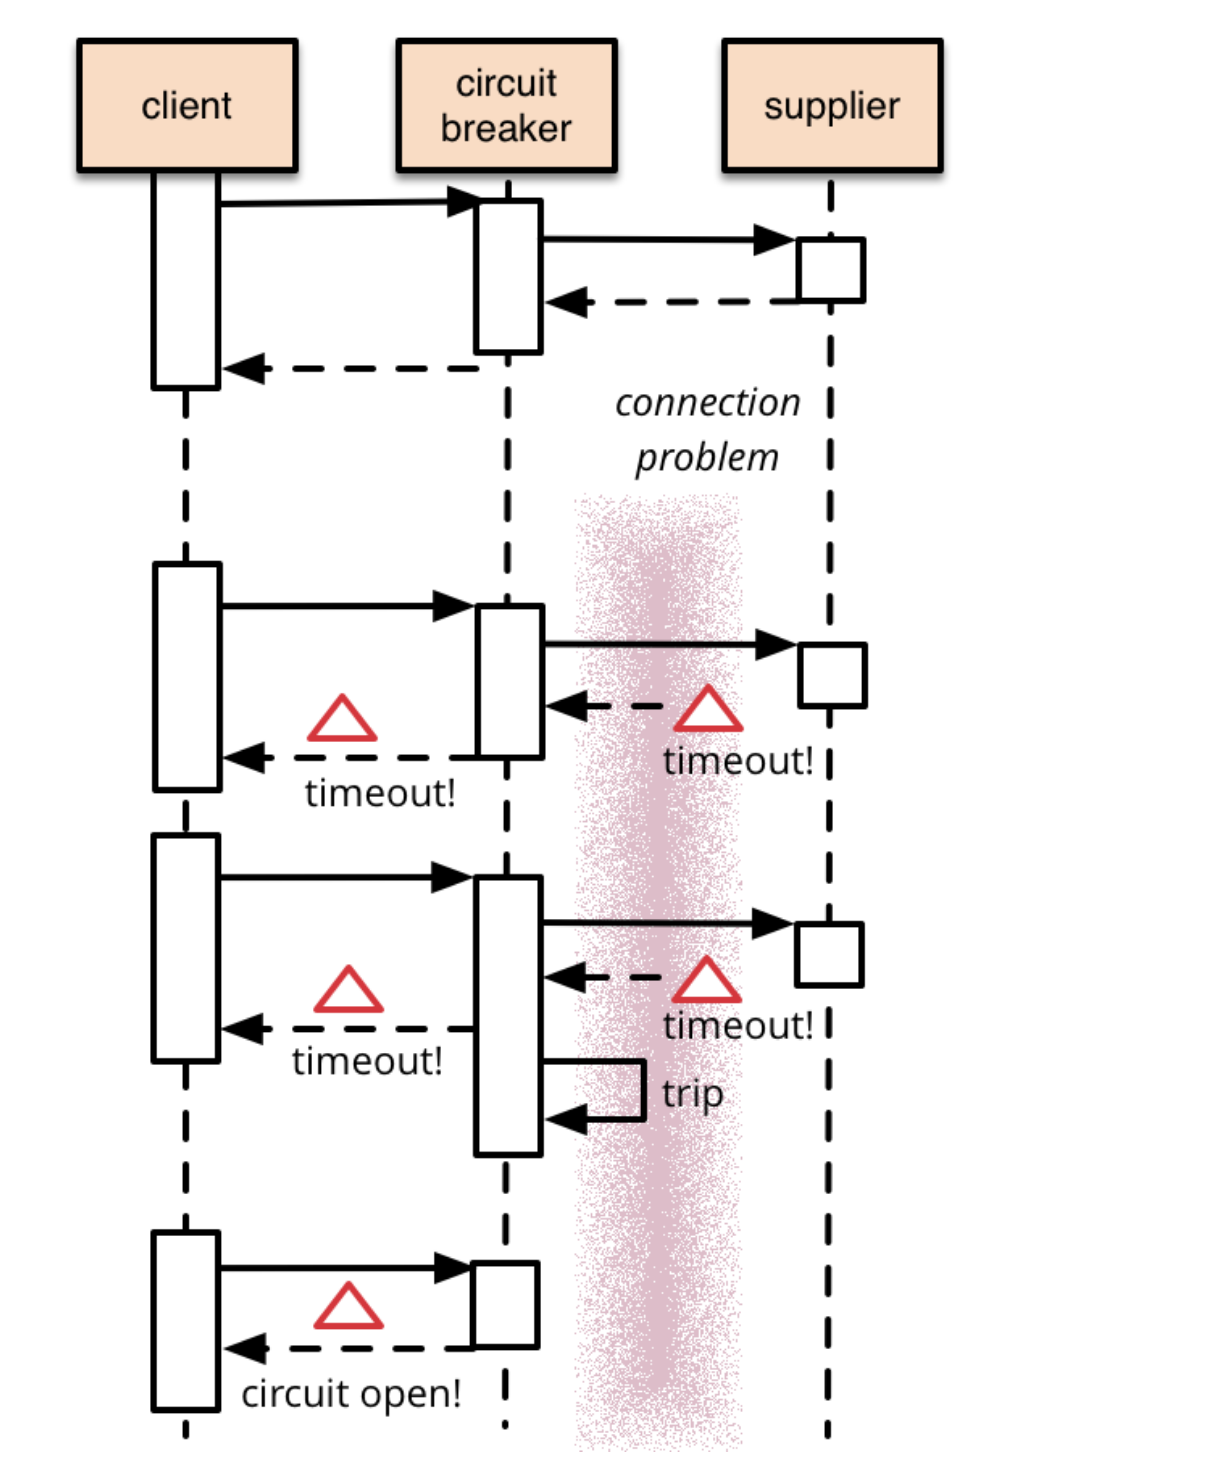 client
circuit
breaker
supplier
connection
problem
timeout!
timeout!
timeout!
timeout!
trip
circuit open!